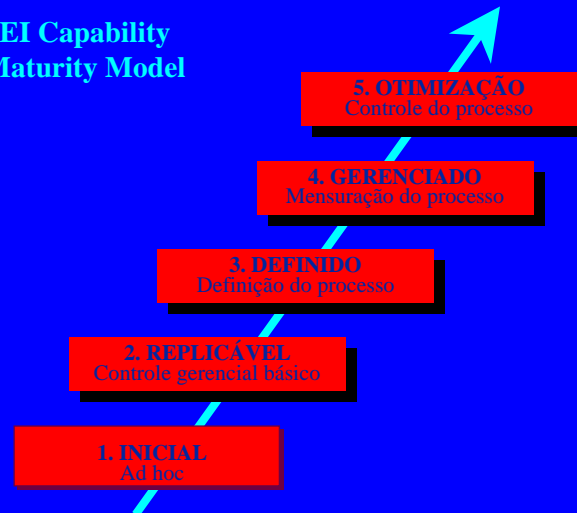 EI Capability
Maturity Model
5. OTIMIZAÇÃO
Controle do processo
4. GERENCIADO
Mensuração do processo
3. DEFINIDO
Definição do processo
2. REPLICÁVEL
Controle gerencial básico
1. INICIAL
Ad hoc